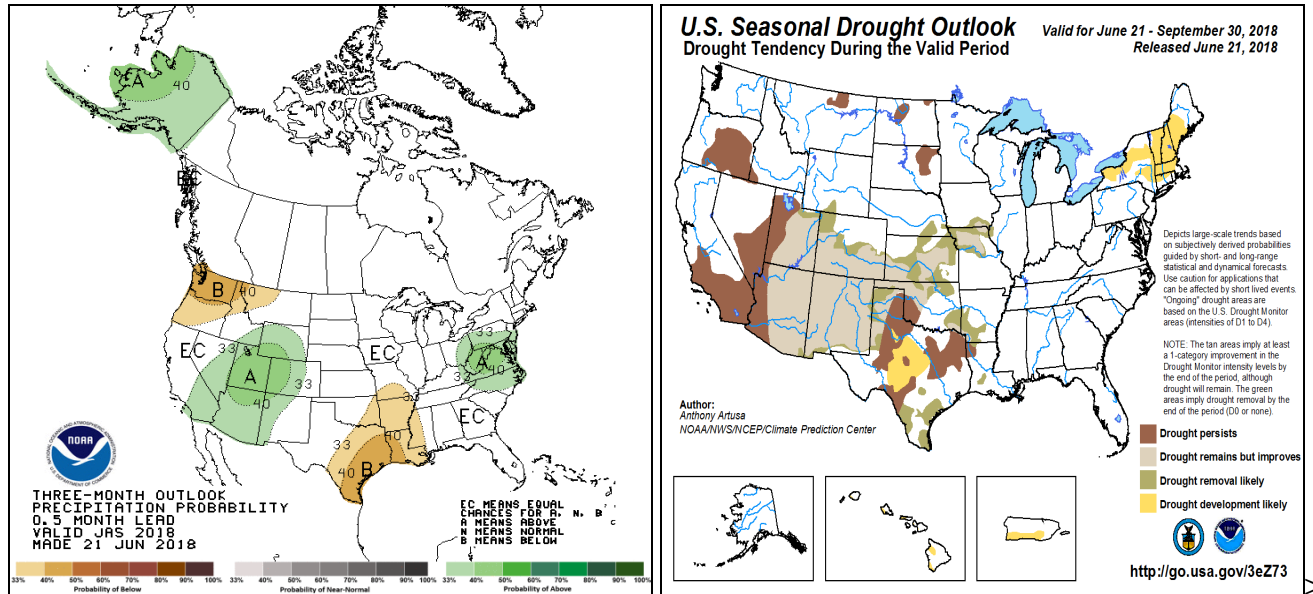 A
40
EC
B
40
EC
33
A
33
40
EC
33
A
40
33
33
EC
33
40
40
B
NOAA
THREE-MONTH OUTLOOK
PRECIPITATION PROBABILITY
0.5 MONTH LEAD
VALID JAS 2018
MADE 21 JUN 2018
EC MEANS EQUAL
CHANCES FOR A, N, B
A MEANS ABOVE
N MEANS NORMAL
B MEANS BELOW
33% 40% 50% 60% 70% 80% 90% 100%
Probability of Below
33% 40% 50% 60% 70% 80% 90% 100%
Probability of Near-Normal
33% 40% 50% 60% 70% 80% 90% 100%
Probability of Above
U.S. Seasonal Drought Outlook
Drought Tendency During the Valid Period
Valid for June 21 - September 30, 2018
Released June 21, 2018
Depicts large-scale trends based
on subjectively derived probabilities
guided by short- and long-range
statistical and dynamical forecasts.
Use caution for applications that
can be affected by short lived events.
"Ongoing" drought areas are
based on the U.S. Drought Monitor
areas (intensities of D1 to D4).
NOTE: The tan areas imply at least
a 1-category improvement in the
Drought Monitor intensity levels by
the end of the period, although
drought will remain. The green
areas imply drought removal by the
end of the period (D0 or none).
Author:
Anthony Artusa
NOAA/NWS/NCEP/Climate Prediction Center
Drought persists
Drought remains but improves
Drought removal likely
Drought development likely
http://go.usa.gov/3eZ73